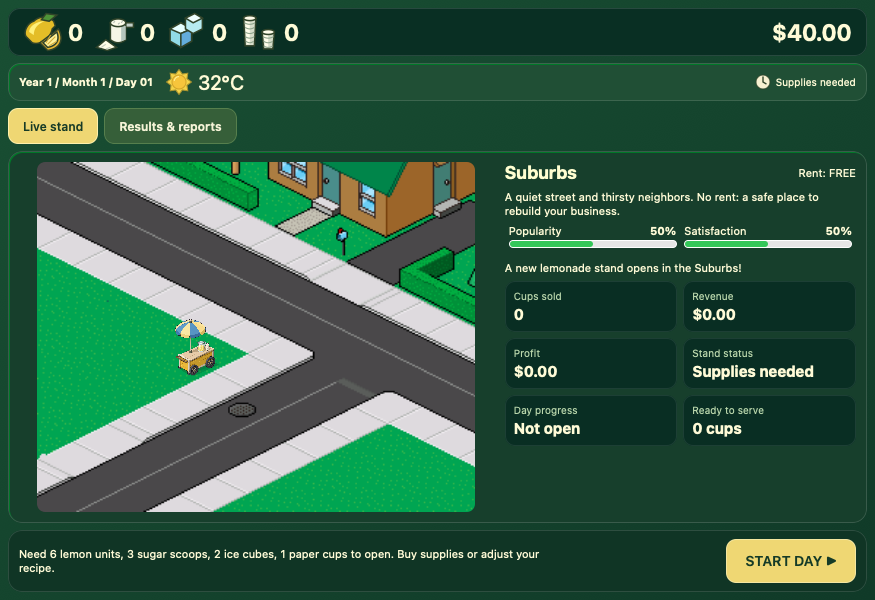 0 0 0 0 $40.00
Year 1 / Month 1 / Day 01 32°C Supplies needed
Live stand Results & reports
Suburbs Rent: FREE
A quiet street and thirsty neighbors. No rent: a safe place to
rebuild your business.
Popularity 50% Satisfaction 50%
A new lemonade stand opens in the Suburbs!
Cups sold Revenue
0 $0.00
Profit Stand status
$0.00 Supplies needed
Day progress Ready to serve
Not open 0 cups
Need 6 lemon units, 3 sugar scoops, 2 ice cubes, 1 paper cups to open. Buy supplies or adjust your
recipe.
START DAY ▶